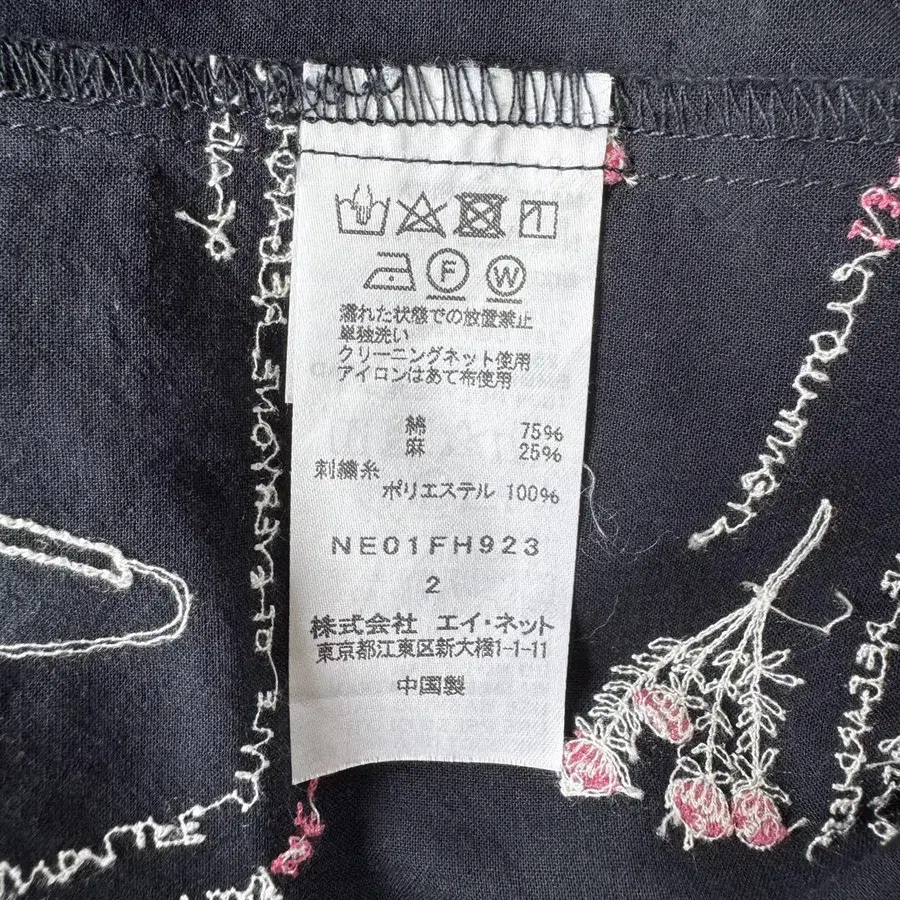 F W
濡れた状態での放置禁止
単独洗い
クリーニングネット使用
アイロンはあて布使用
綿 75%
麻 25%
刺繍糸
ポリエステル 100%
NE01FH923
2
株式会社 エイ・ネット
東京都江東区新大橋1-1-11
中国製